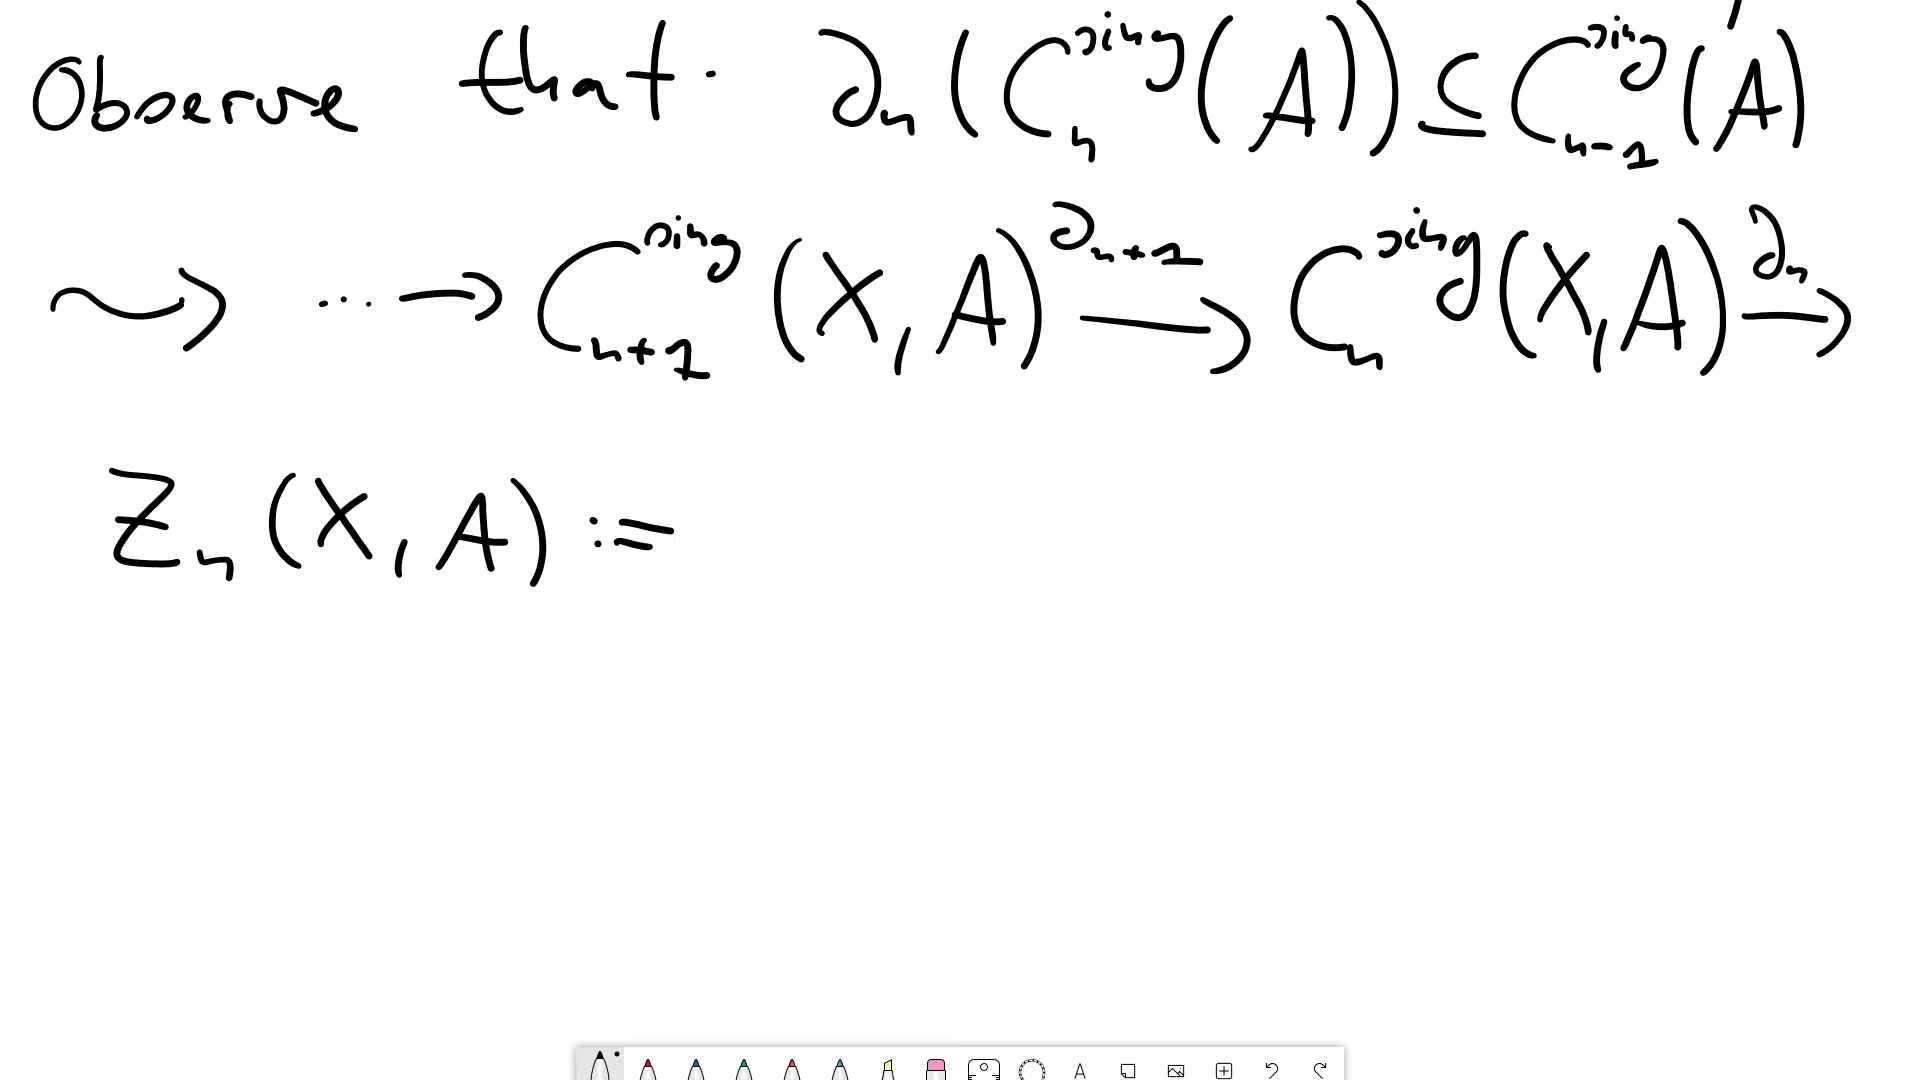 Observe that: ∂ₙ(Cₙ^sing(A)) ⊆ Cₙ₋₁^sing(A)
⇝ ... → Cₙ₊₁^sing(X, A) ∂ₙ₊₁ → Cₙ^sing(X, A) ∂ₙ →
Zₙ(X, A) :=